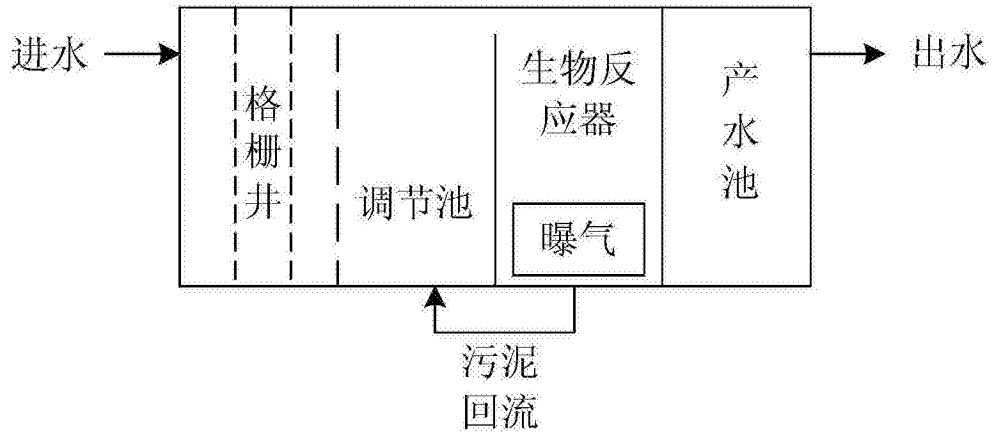 进水
格栅井
调节池
生物反
应器
曝气
产水池
出水
污泥
回流